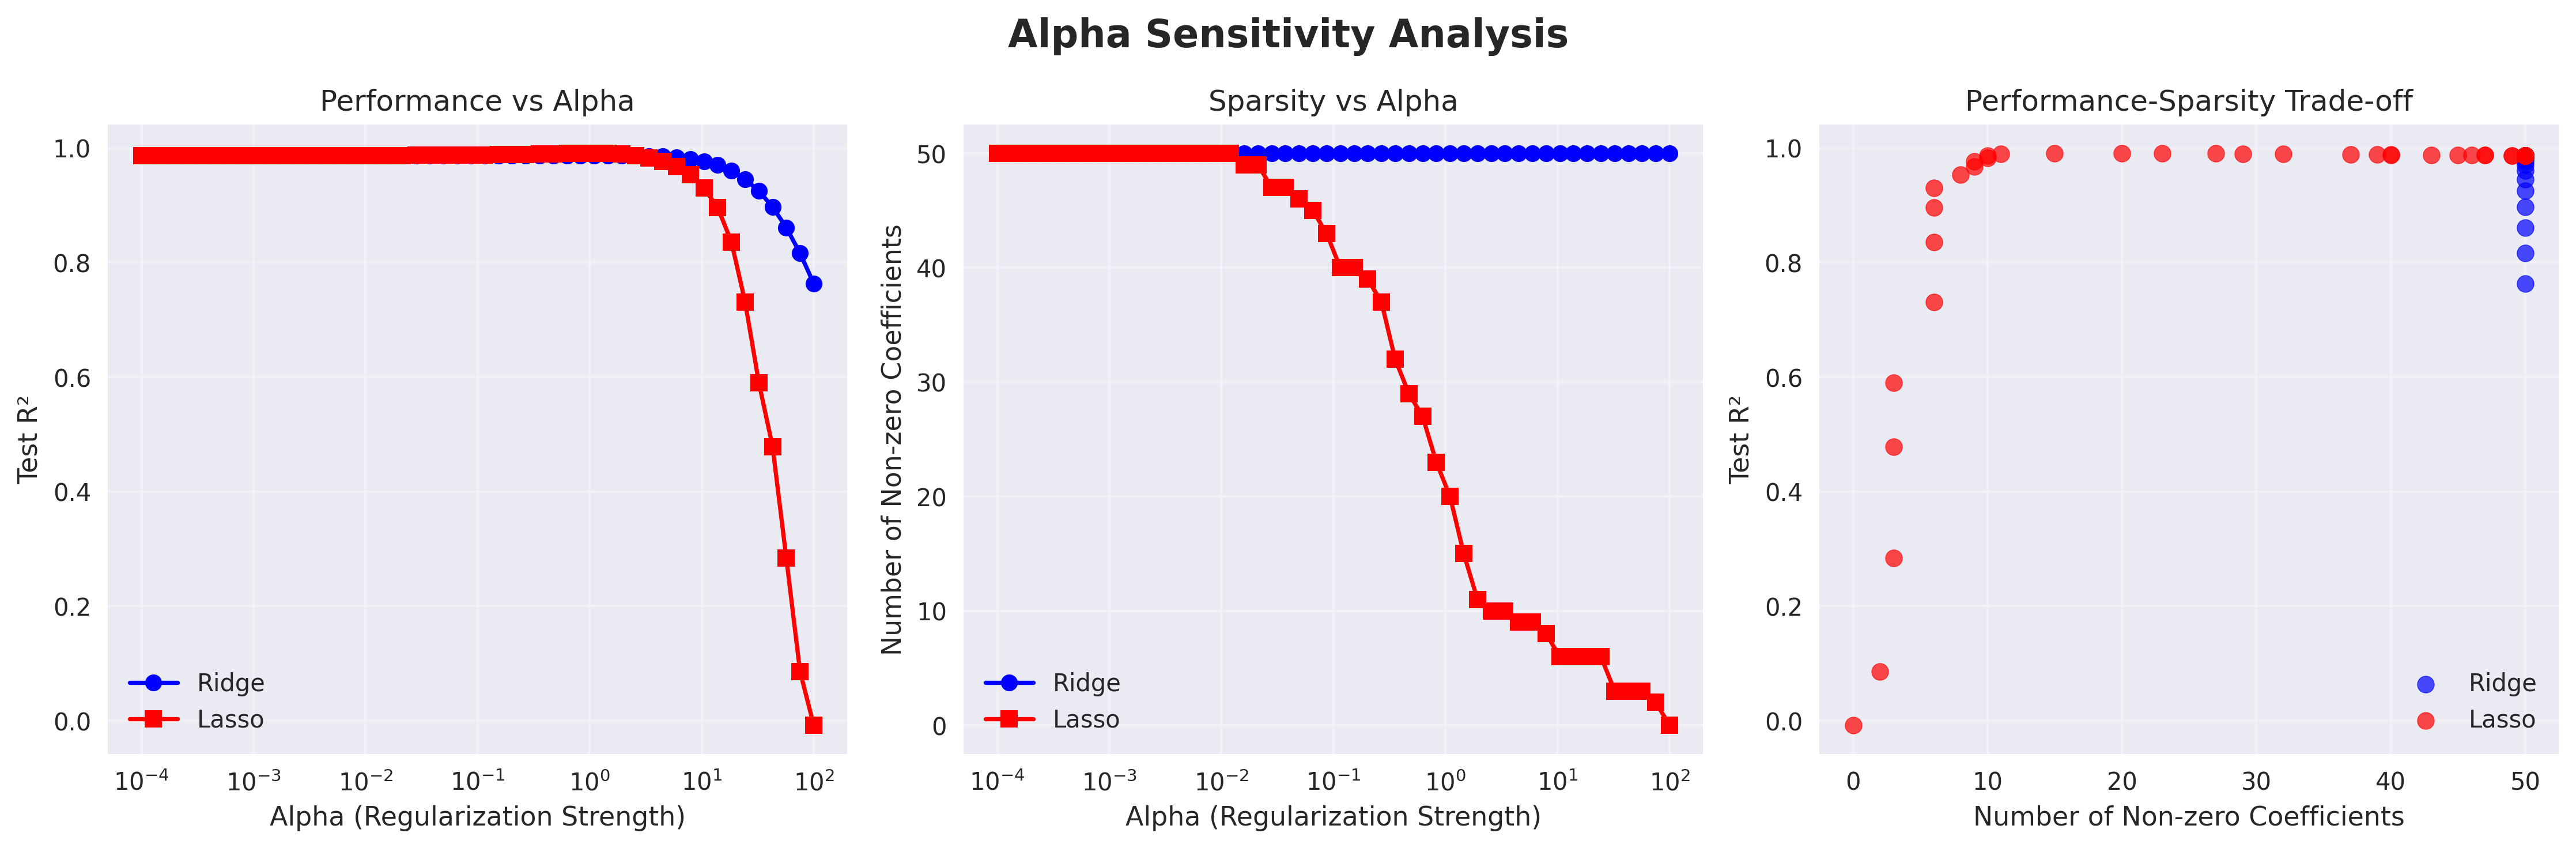 Alpha Sensitivity Analysis
Performance vs Alpha
Test R²
1.0
0.8
0.6
0.4
0.2
0.0
Ridge
Lasso
10⁻⁴ 10⁻³ 10⁻² 10⁻¹ 10⁰ 10¹ 10²
Alpha (Regularization Strength)
Sparsity vs Alpha
Number of Non-zero Coefficients
50
40
30
20
10
0
Ridge
Lasso
10⁻⁴ 10⁻³ 10⁻² 10⁻¹ 10⁰ 10¹ 10²
Alpha (Regularization Strength)
Performance-Sparsity Trade-off
Test R²
1.0
0.8
0.6
0.4
0.2
0.0
Ridge
Lasso
0 10 20 30 40 50
Number of Non-zero Coefficients